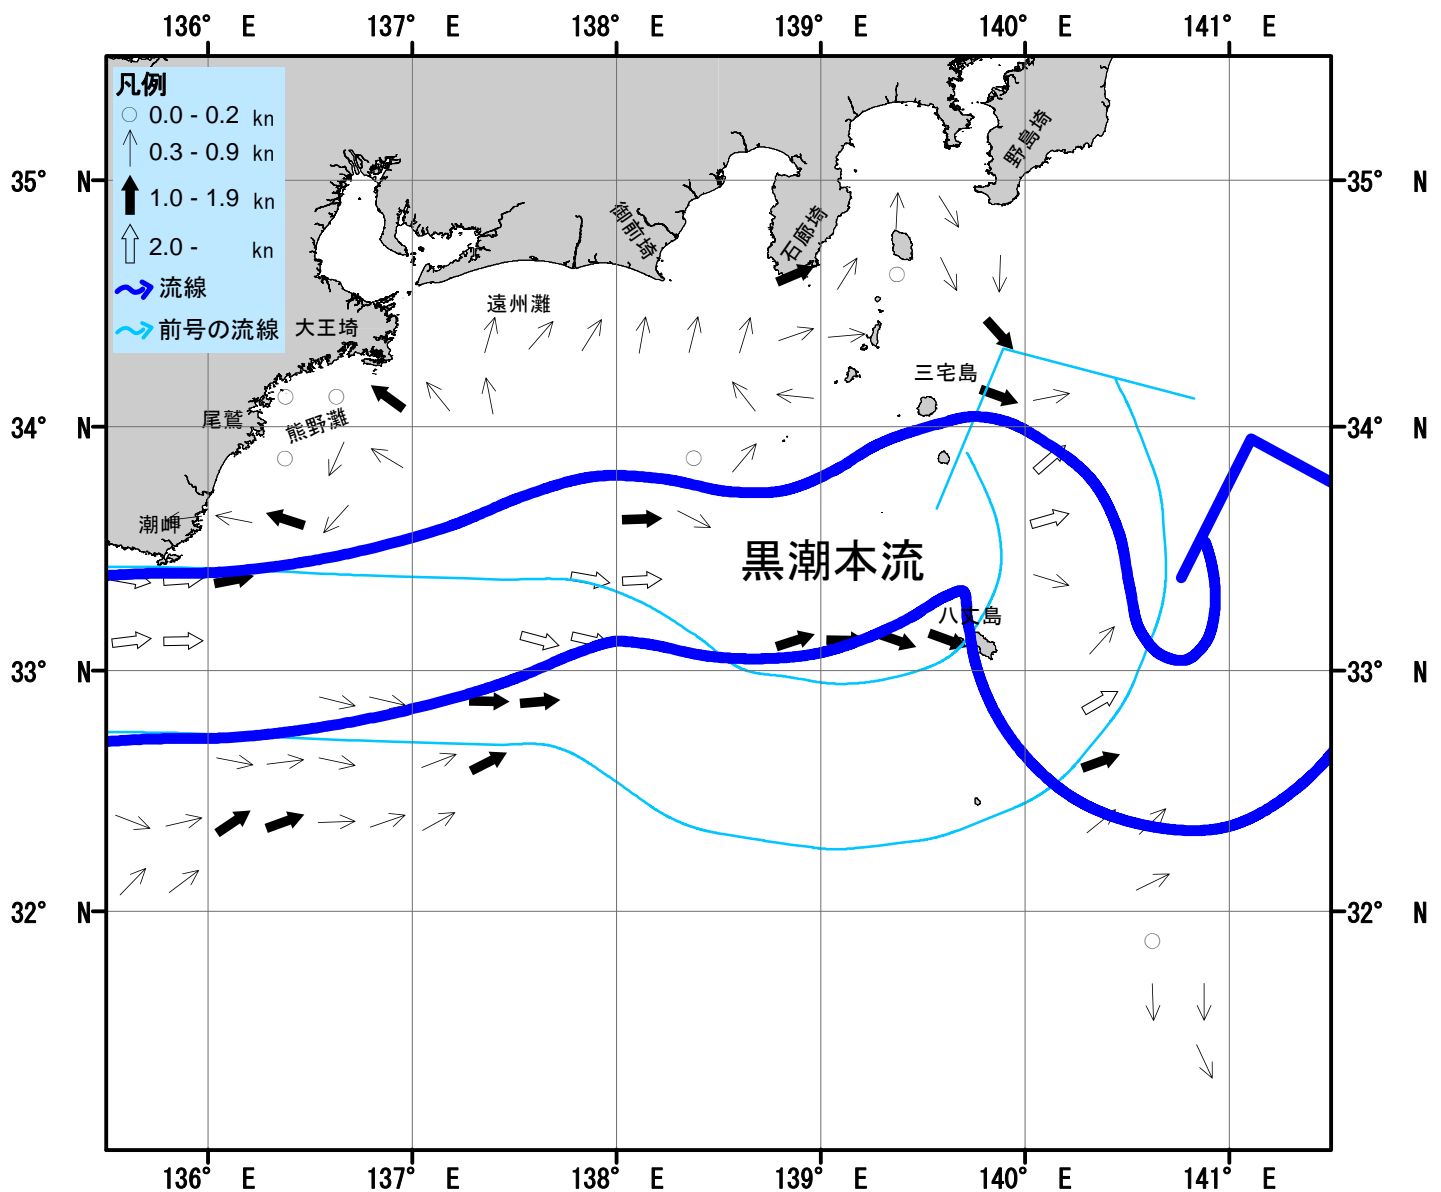 136° E 137° E 138° E 139° E 140° E 141° E
凡例
0.0 - 0.2 kn
0.3 - 0.9 kn
1.0 - 1.9 kn
2.0 - kn
流線
前号の流線
野島埼
35° N 35° N
御前埼
石廊埼
遠州灘
大王埼
三宅島
尾鷲
熊野灘
34° N 34° N
潮岬
黒潮本流
八丈島
33° N 33° N
32° N 32° N
136° E 137° E 138° E 139° E 140° E 141° E